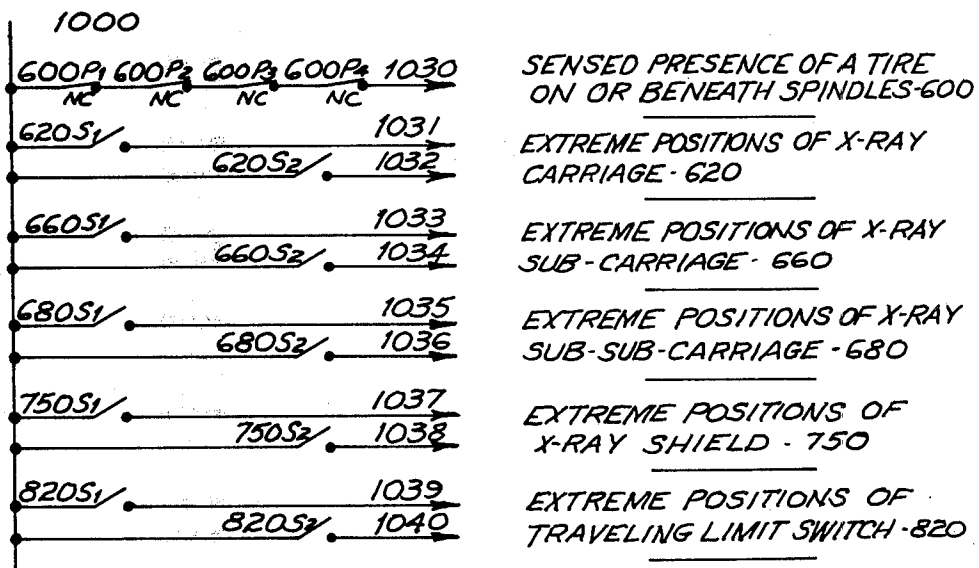 1000
600P1 600P2 600P3 600P4 1030
NC NC NC NC
SENSED PRESENCE OF A TIRE
ON OR BENEATH SPINDLES-600
620S1 1031
620S2 1032
EXTREME POSITIONS OF X-RAY
CARRIAGE - 620
660S1 1033
660S2 1034
EXTREME POSITIONS OF X-RAY
SUB-CARRIAGE - 660
680S1 1035
680S2 1036
EXTREME POSITIONS OF X-RAY
SUB-SUB-CARRIAGE - 680
750S1 1037
750S2 1038
EXTREME POSITIONS OF
X-RAY SHIELD - 750
820S1 1039
820S2 1040
EXTREME POSITIONS OF
TRAVELING LIMIT SWITCH - 820